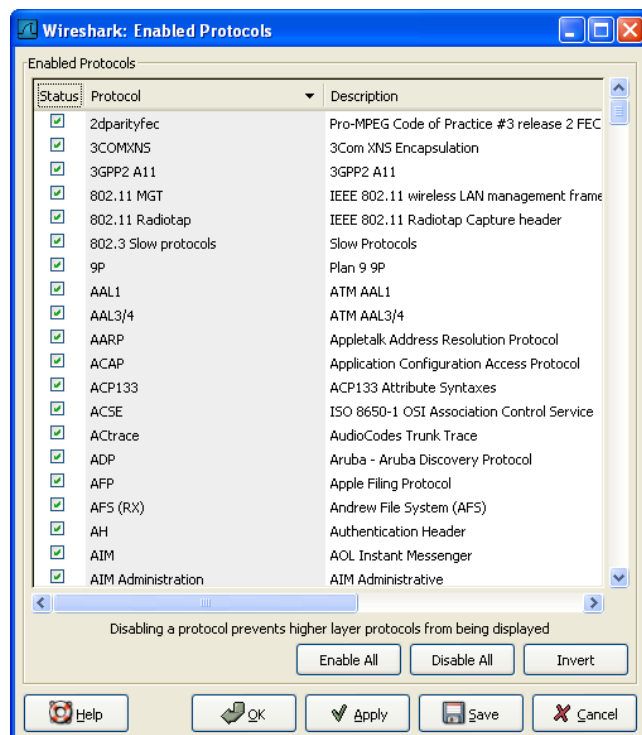 Wireshark: Enabled Protocols
Enabled Protocols
Status Protocol Description
2dparityfec Pro-MPEG Code of Practice #3 release 2 FEC
3COMXNS 3Com XNS Encapsulation
3GPP2 A11 3GPP2 A11
802.11 MGT IEEE 802.11 wireless LAN management frame
802.11 Radiotap IEEE 802.11 Radiotap Capture header
802.3 Slow protocols Slow Protocols
9P Plan 9 9P
AAL1 ATM AAL1
AAL3/4 ATM AAL3/4
AARP Appletalk Address Resolution Protocol
ACAP Application Configuration Access Protocol
ACP133 ACP133 Attribute Syntaxes
ACSE ISO 8650-1 OSI Association Control Service
ACtrace AudioCodes Trunk Trace
ADP Aruba - Aruba Discovery Protocol
AFP Apple Filing Protocol
AFS (RX) Andrew File System (AFS)
AH Authentication Header
AIM AOL Instant Messenger
AIM Administration AIM Administrative
Disabling a protocol prevents higher layer protocols from being displayed
Enable All Disable All Invert
Help OK Apply Save Cancel